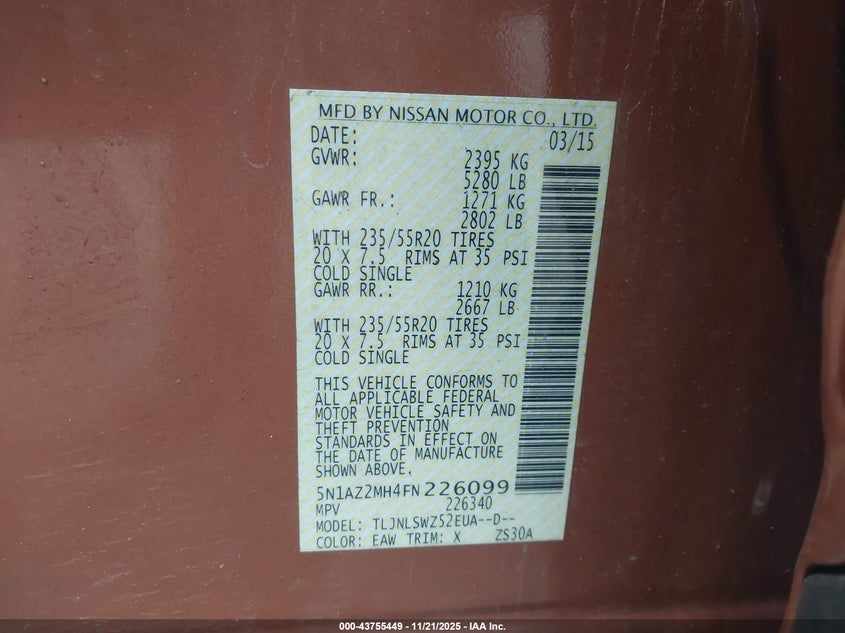 MFD BY NISSAN MOTOR CO., LTD.
DATE: 03/15
GVWR: 2395 KG
5280 LB
GAWR FR.: 1271 KG
2802 LB
WITH 235/55R20 TIRES
20 X 7.5 RIMS AT 35 PSI
COLD SINGLE
GAWR RR.: 1210 KG
2667 LB
WITH 235/55R20 TIRES
20 X 7.5 RIMS AT 35 PSI
COLD SINGLE
THIS VEHICLE CONFORMS TO
ALL APPLICABLE FEDERAL
MOTOR VEHICLE SAFETY AND
THEFT PREVENTION
STANDARDS IN EFFECT ON
THE DATE OF MANUFACTURE
SHOWN ABOVE.
5N1AZ2MH4FN226099
MPV 226340
MODEL: TLJNLSWZ52EUA--D--
COLOR: EAW TRIM: X ZS30A
000-43755449 - 11/21/2025 - IAA Inc.